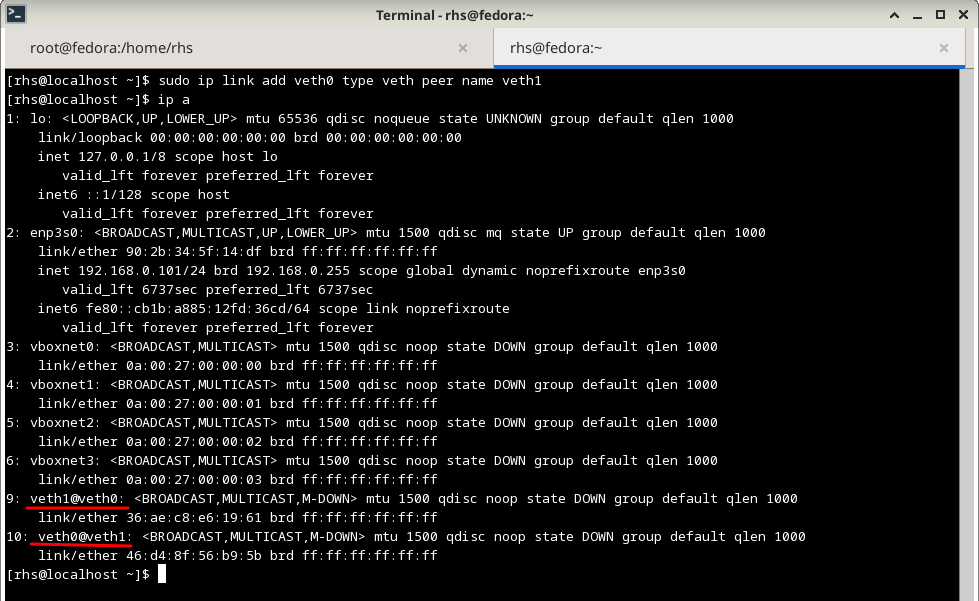 Terminal - rhs@fedora:~
root@fedora:/home/rhs
rhs@fedora:~
[rhs@localhost ~]$ sudo ip link add veth0 type veth peer name veth1
[rhs@localhost ~]$ ip a
1: lo: <LOOPBACK,UP,LOWER_UP> mtu 65536 qdisc noqueue state UNKNOWN group default qlen 1000
    link/loopback 00:00:00:00:00:00 brd 00:00:00:00:00:00
    inet 127.0.0.1/8 scope host lo
       valid_lft forever preferred_lft forever
    inet6 ::1/128 scope host
       valid_lft forever preferred_lft forever
2: enp3s0: <BROADCAST,MULTICAST,UP,LOWER_UP> mtu 1500 qdisc mq state UP group default qlen 1000
    link/ether 90:2b:34:5f:14:df brd ff:ff:ff:ff:ff:ff
    inet 192.168.0.101/24 brd 192.168.0.255 scope global dynamic noprefixroute enp3s0
       valid_lft 6737sec preferred_lft 6737sec
    inet6 fe80::cb1b:a885:12fd:36cd/64 scope link noprefixroute
       valid_lft forever preferred_lft forever
3: vboxnet0: <BROADCAST,MULTICAST> mtu 1500 qdisc noop state DOWN group default qlen 1000
    link/ether 0a:00:27:00:00:00 brd ff:ff:ff:ff:ff:ff
4: vboxnet1: <BROADCAST,MULTICAST> mtu 1500 qdisc noop state DOWN group default qlen 1000
    link/ether 0a:00:27:00:00:01 brd ff:ff:ff:ff:ff:ff
5: vboxnet2: <BROADCAST,MULTICAST> mtu 1500 qdisc noop state DOWN group default qlen 1000
    link/ether 0a:00:27:00:00:02 brd ff:ff:ff:ff:ff:ff
6: vboxnet3: <BROADCAST,MULTICAST> mtu 1500 qdisc noop state DOWN group default qlen 1000
    link/ether 0a:00:27:00:00:03 brd ff:ff:ff:ff:ff:ff
9: veth1@veth0: <BROADCAST,MULTICAST,M-DOWN> mtu 1500 qdisc noop state DOWN group default qlen 1000
    link/ether 36:ae:c8:e6:19:61 brd ff:ff:ff:ff:ff:ff
10: veth0@veth1: <BROADCAST,MULTICAST,M-DOWN> mtu 1500 qdisc noop state DOWN group default qlen 1000
    link/ether 46:d4:8f:56:b9:5b brd ff:ff:ff:ff:ff:ff
[rhs@localhost ~]$